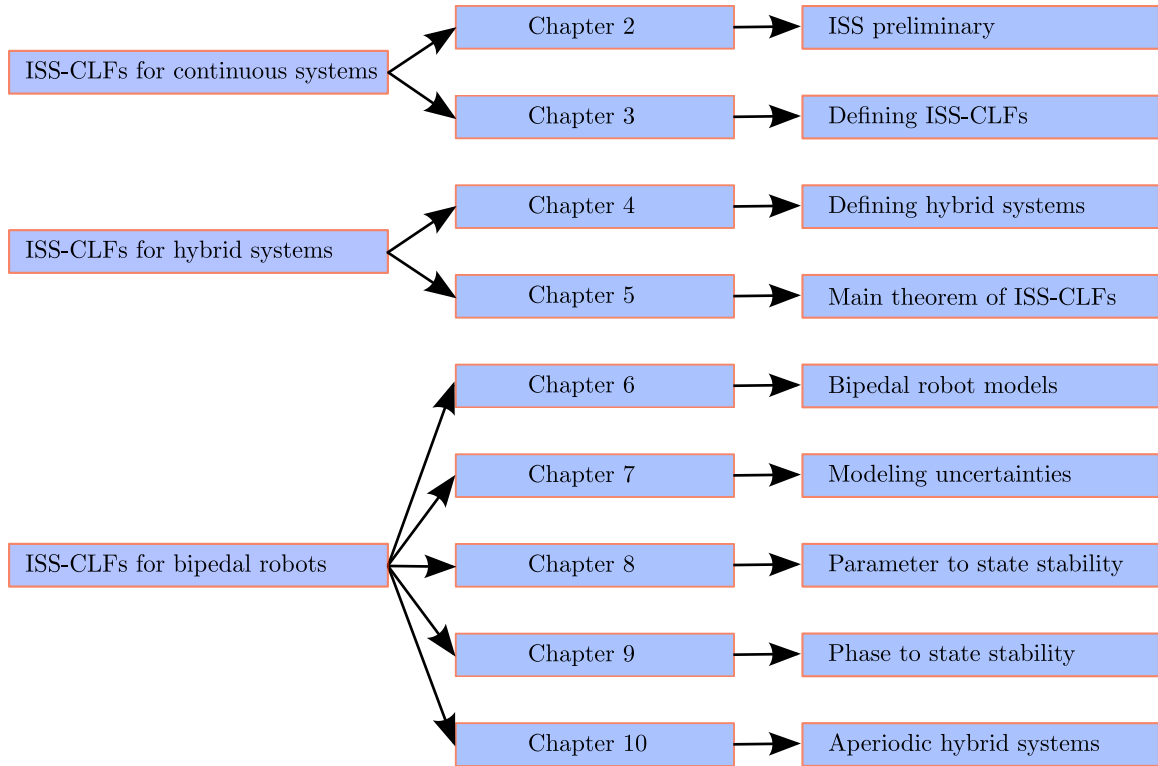 Chapter 2
ISS preliminary
ISS-CLFs for continuous systems
Chapter 3
Defining ISS-CLFs
Chapter 4
Defining hybrid systems
ISS-CLFs for hybrid systems
Chapter 5
Main theorem of ISS-CLFs
Chapter 6
Bipedal robot models
Chapter 7
Modeling uncertainties
ISS-CLFs for bipedal robots
Chapter 8
Parameter to state stability
Chapter 9
Phase to state stability
Chapter 10
Aperiodic hybrid systems